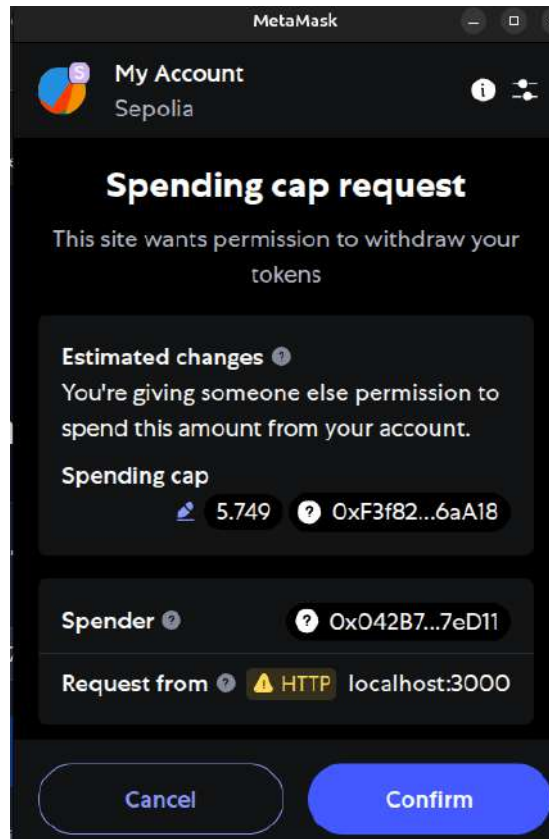 MetaMask
S
My Account
Sepolia
Spending cap request
This site wants permission to withdraw your
tokens
Estimated changes
You're giving someone else permission to
spend this amount from your account.
Spending cap
5.749 0xF3f82...6aA18
Spender 0x042B7...7eD11
Request from HTTP localhost:3000
Cancel Confirm